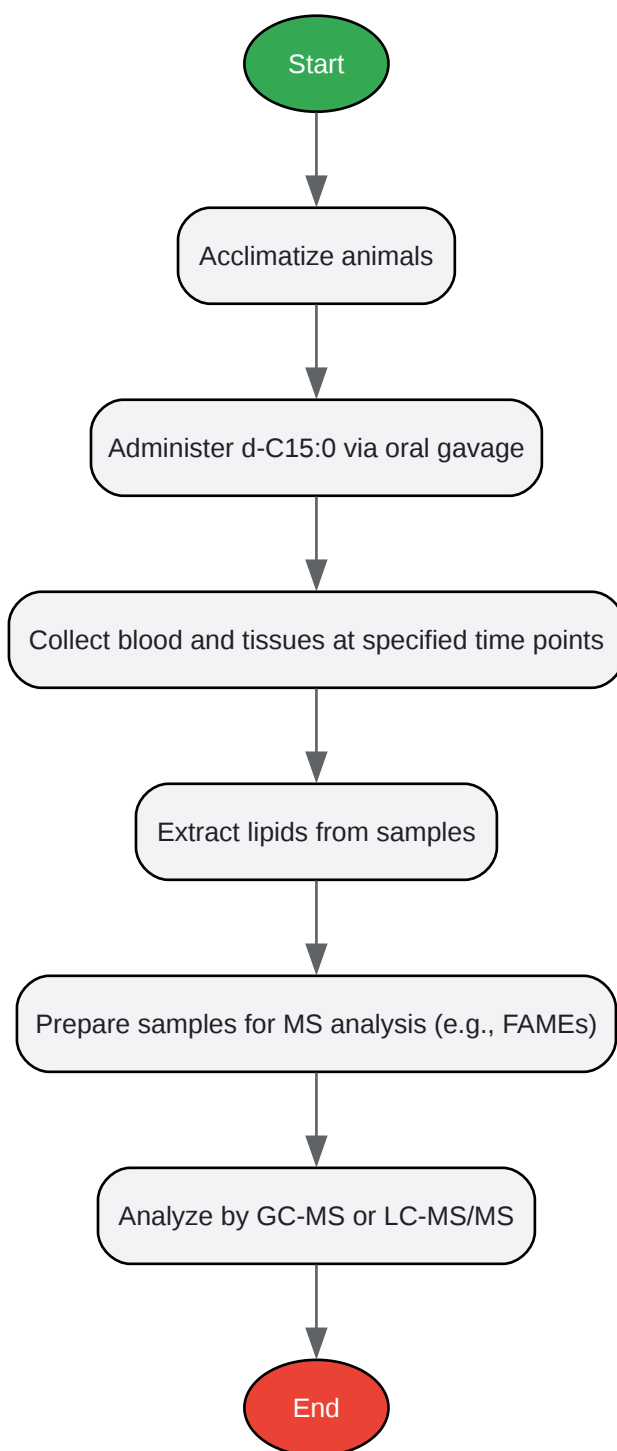 Start
Acclimatize animals
Administer d-C15:0 via oral gavage
Collect blood and tissues at specified time points
Extract lipids from samples
Prepare samples for MS analysis (e.g., FAMEs)
Analyze by GC-MS or LC-MS/MS
End